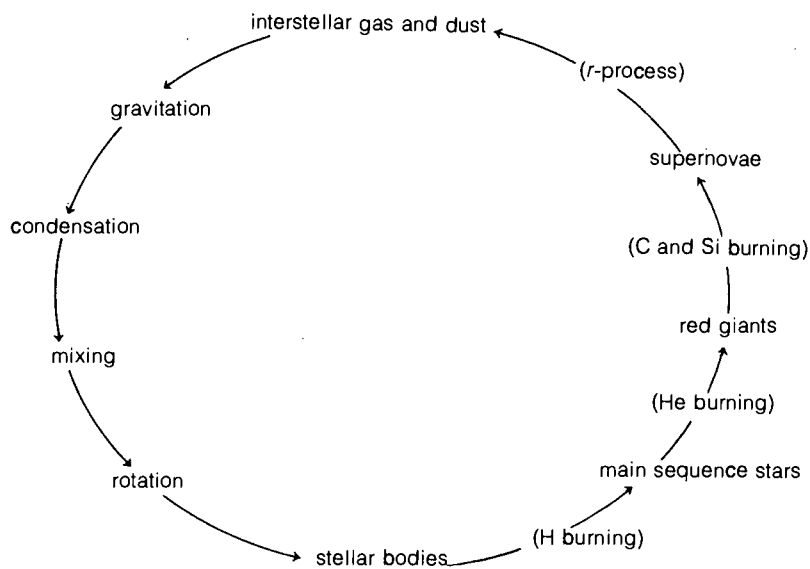 interstellar gas and dust
gravitation
condensation
mixing
rotation
stellar bodies
(H burning)
main sequence stars
(He burning)
red giants
(C and Si burning)
supernovae
(r-process)